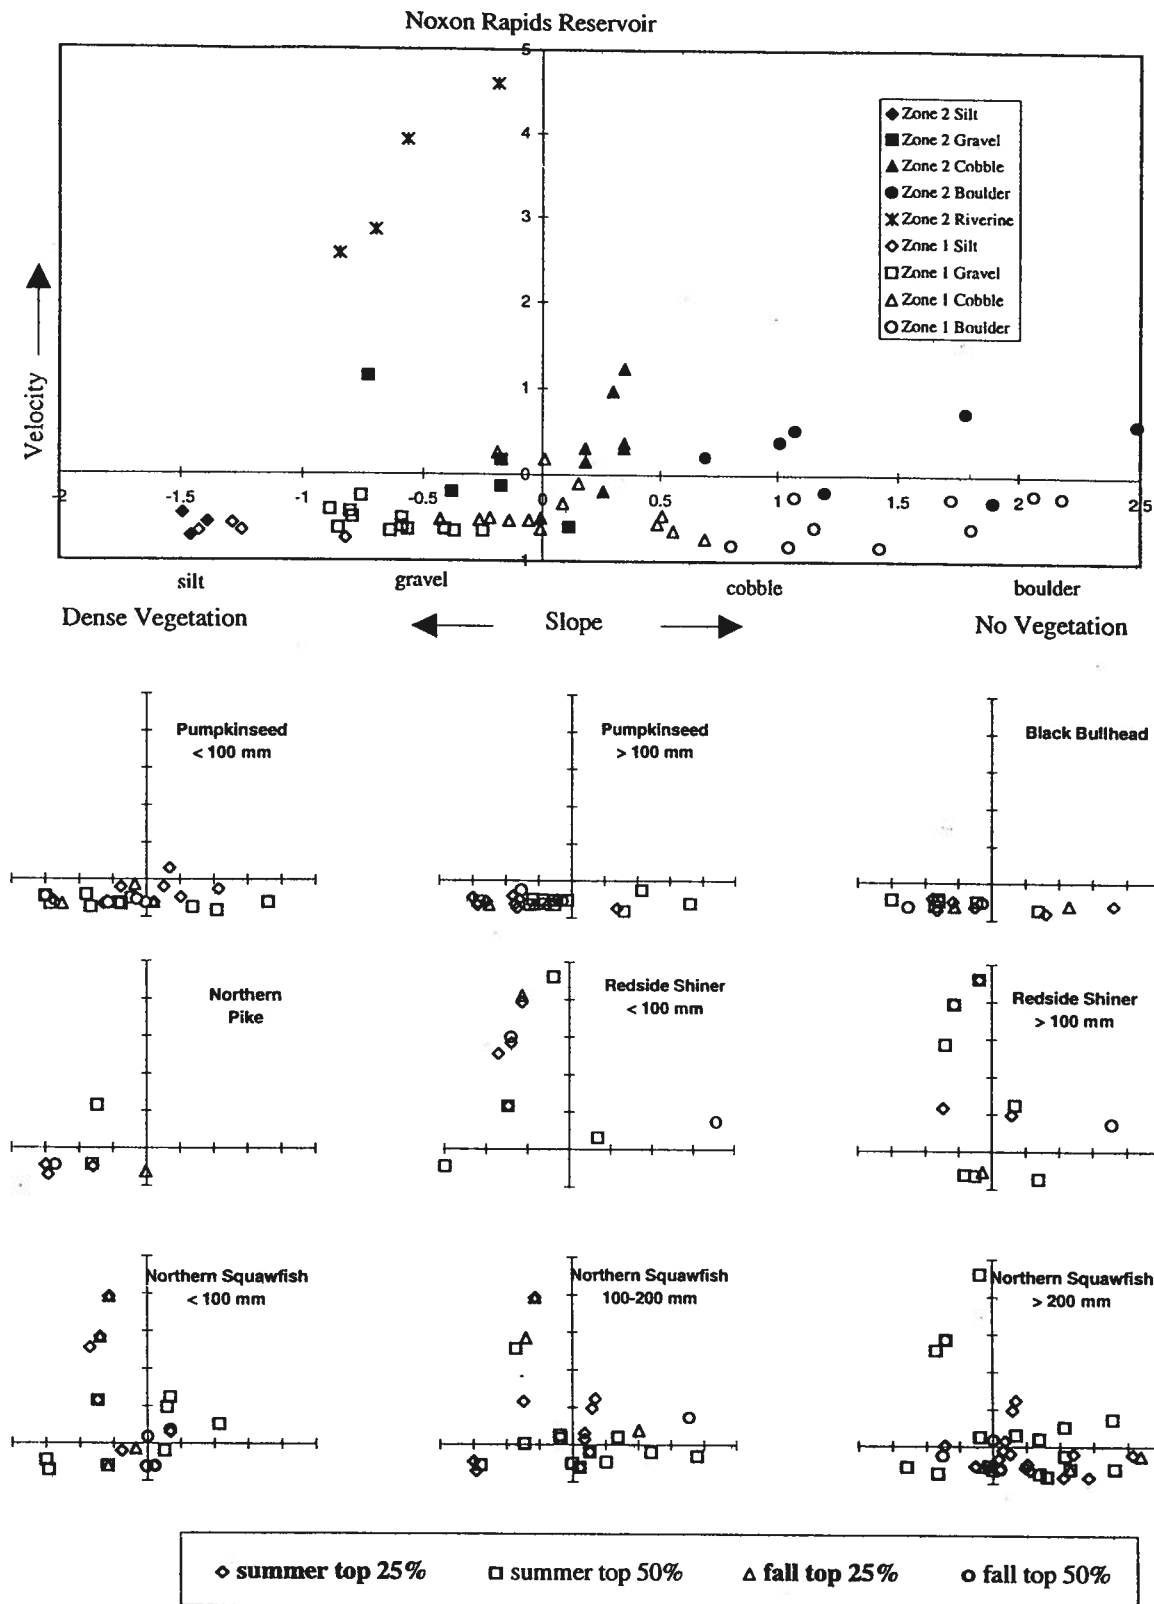 Noxon Rapids Reservoir
5
4
3
2
1
0
1
Velocity
-2
-1.5
-1
-0.5
0
0.5
1
1.5
2
2.5
Zone 2 Silt
Zone 2 Gravel
Zone 2 Cobble
Zone 2 Boulder
Zone 2 Riverine
Zone 1 Silt
Zone 1 Gravel
Zone 1 Cobble
Zone 1 Boulder
silt gravel cobble boulder
Dense Vegetation Slope No Vegetation
Pumpkinseed
< 100 mm
Pumpkinseed
> 100 mm
Black Bullhead
Northern
Pike
Redside Shiner
< 100 mm
Redside Shiner
> 100 mm
Northern Squawfish
< 100 mm
Northern Squawfish
100-200 mm
Northern Squawfish
> 200 mm
summer top 25% summer top 50% fall top 25% fall top 50%